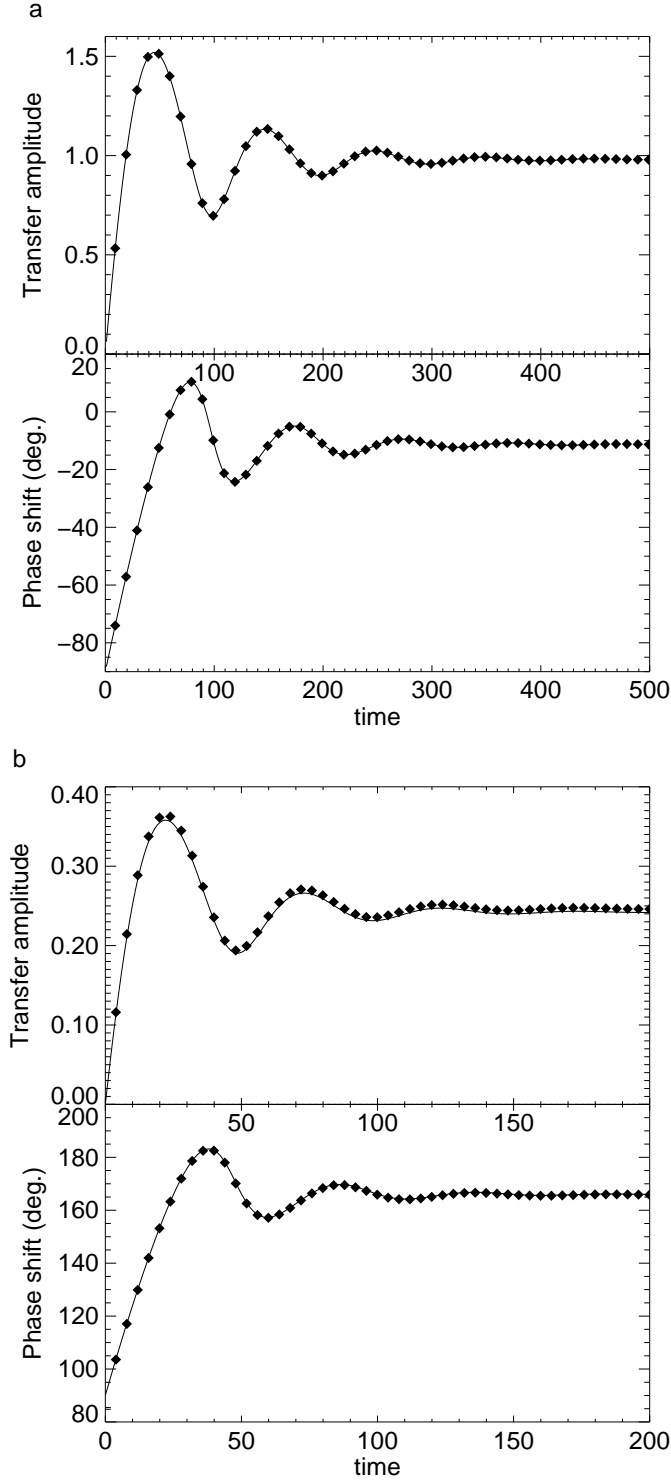 a
1.5
1.0
0.5
0.0
Transfer amplitude
100 200 300 400
20
0
−20
−40
−60
−80
Phase shift (deg.)
0 100 200 300 400 500
time
b
0.40
0.30
0.20
0.10
0.00
Transfer amplitude
50 100 150
200
180
160
140
120
100
80
Phase shift (deg.)
0 50 100 150 200
time